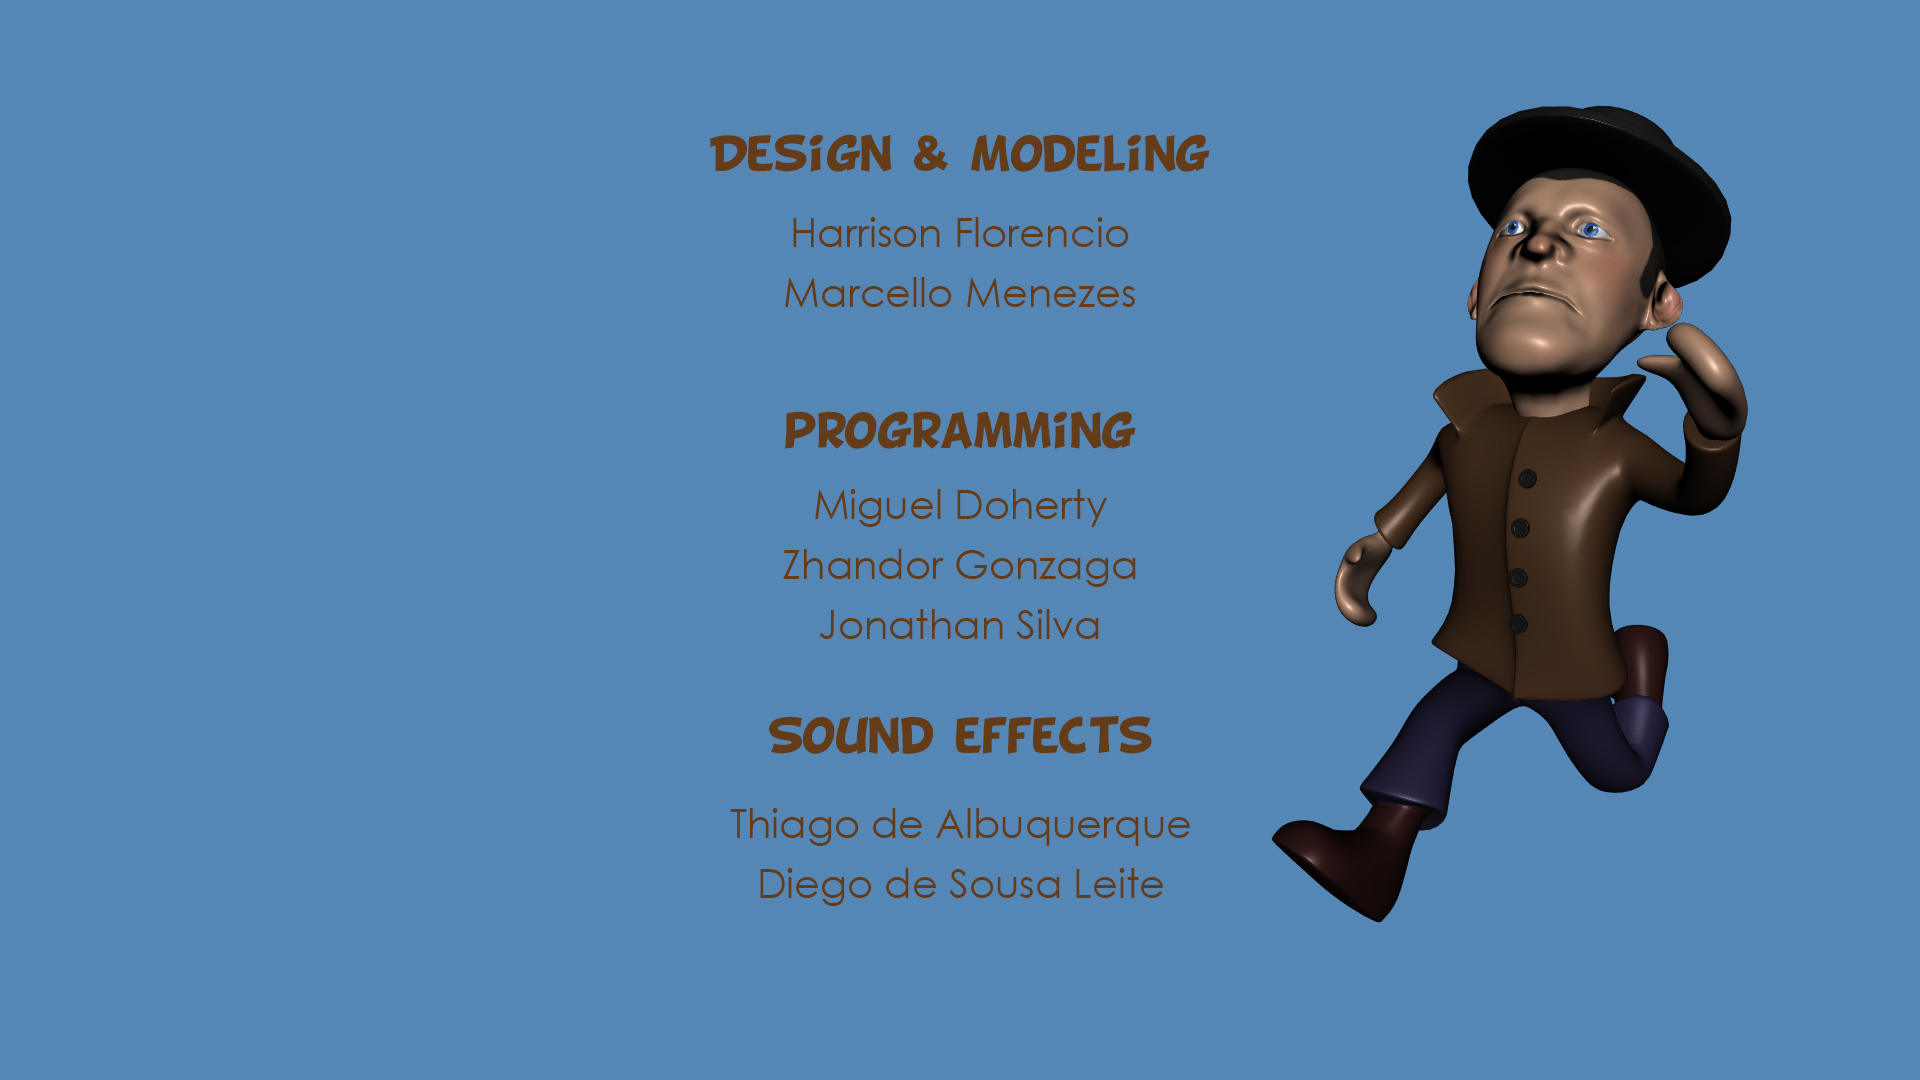 DESiGN & MODELiNG
Harrison Florencio
Marcello Menezes
PROGRAMMiNG
Miguel Doherty
Zhandor Gonzaga
Jonathan Silva
SOUND EFFECTS
Thiago de Albuquerque
Diego de Sousa Leite